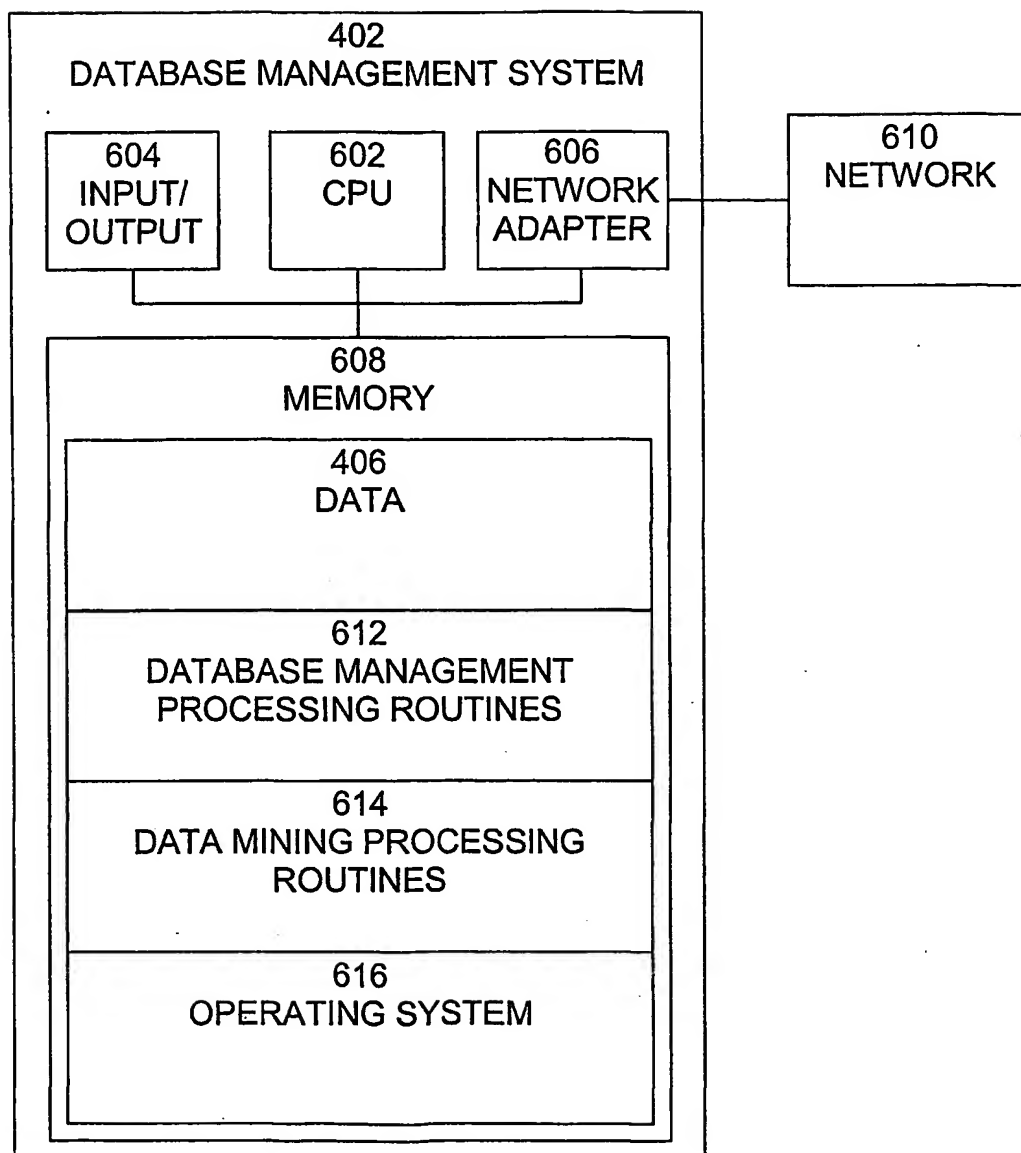 402
DATABASE MANAGEMENT SYSTEM
604
INPUT/
OUTPUT
602
CPU
606
NETWORK
ADAPTER
610
NETWORK
608
MEMORY
406
DATA
612
DATABASE MANAGEMENT
PROCESSING ROUTINES
614
DATA MINING PROCESSING
ROUTINES
616
OPERATING SYSTEM